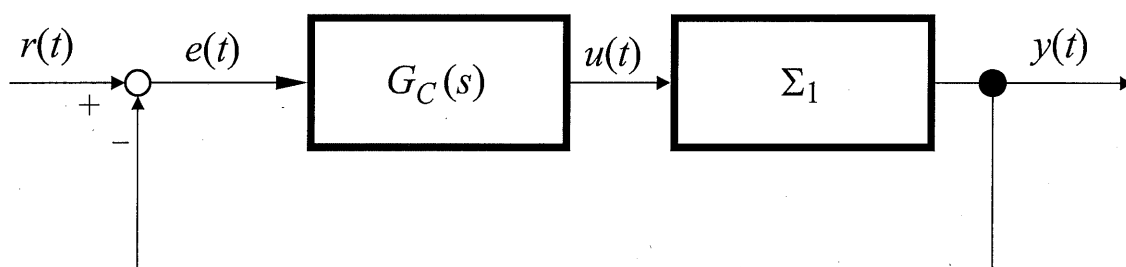 r(t)
e(t)
G_C(s)
u(t)
Σ_1
y(t)
+
−